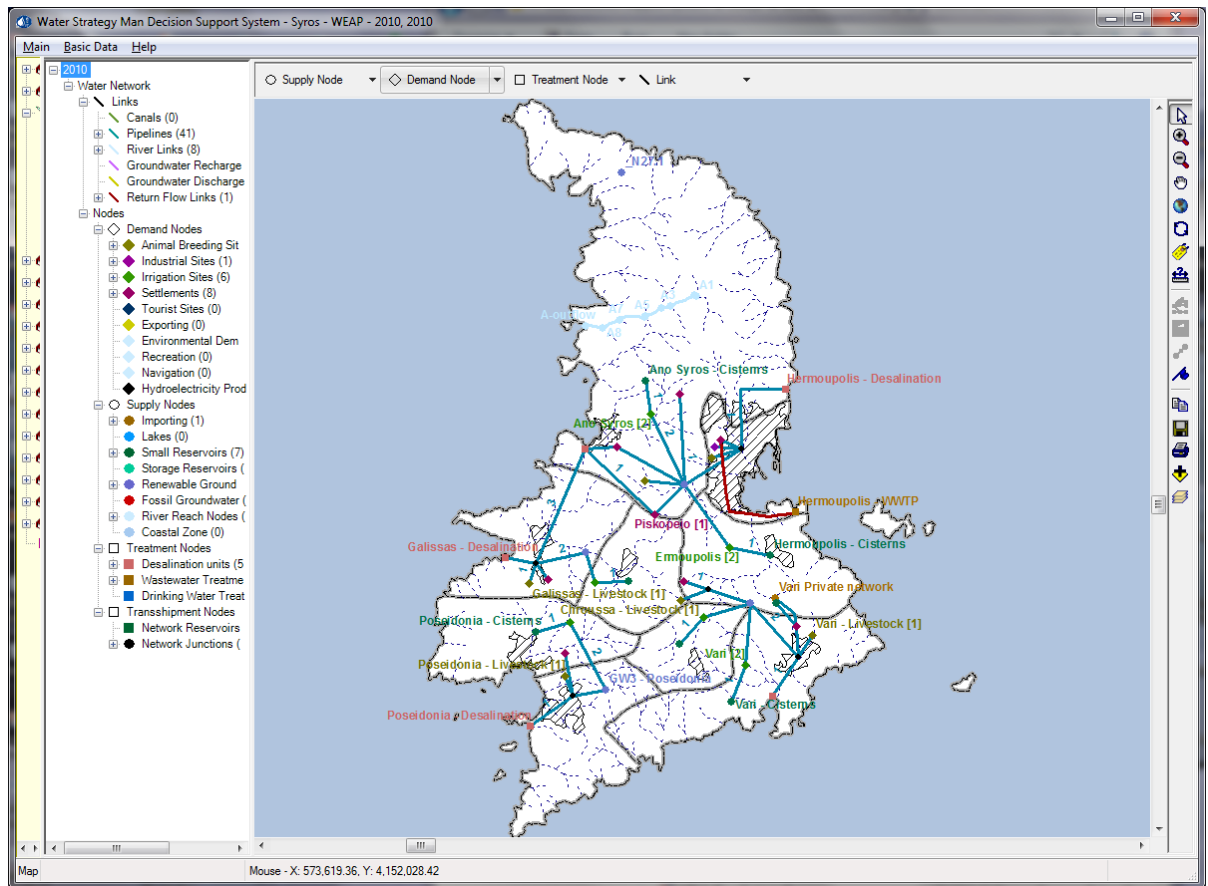 Water Strategy Man Decision Support System - Syros - WEAP - 2010, 2010
Main Basic Data Help
Supply Node Demand Node Treatment Node Link
2010
Water Network
Links
Canals (0)
Pipelines (41)
River Links (8)
Groundwater Recharge
Groundwater Discharge
Return Flow Links (1)
Nodes
Demand Nodes
Animal Breeding Sit
Industrial Sites (1)
Irrigation Sites (6)
Settlements (8)
Tourist Sites (0)
Exporting (0)
Environmental Dem
Recreation (0)
Navigation (0)
Hydroelectricity Prod
Supply Nodes
Importing (1)
Lakes (0)
Small Reservoirs (7)
Storage Reservoirs (
Renewable Ground
Fossil Groundwater (
River Reach Nodes (
Coastal Zone (0)
Treatment Nodes
Desalination units (5
Wastewater Treatme
Drinking Water Treat
Transshipment Nodes
Network Reservoirs
Network Junctions (
A1
A3
A5
A7
A8
Ano Syros - Cisterns
Hermoupolis - Desalination
Ano Syros [2]
Hermoupolis - WWTP
Piskopeio [1]
Galissas - Desalination
Hermoupolis - Cisterns
Ermoupolis [2]
Vari Private network
Galissas - Livestock [1]
Chroussa - Livestock [1]
Poseidonia - Cisterns
Vari - Livestock [1]
Vari [2]
Poseidonia - Livestock [1]
GW3 - Poseidonia
Vari - Cisterns
Poseidonia - Desalination
Map Mouse - X: 573,619.36, Y: 4,152,028.42